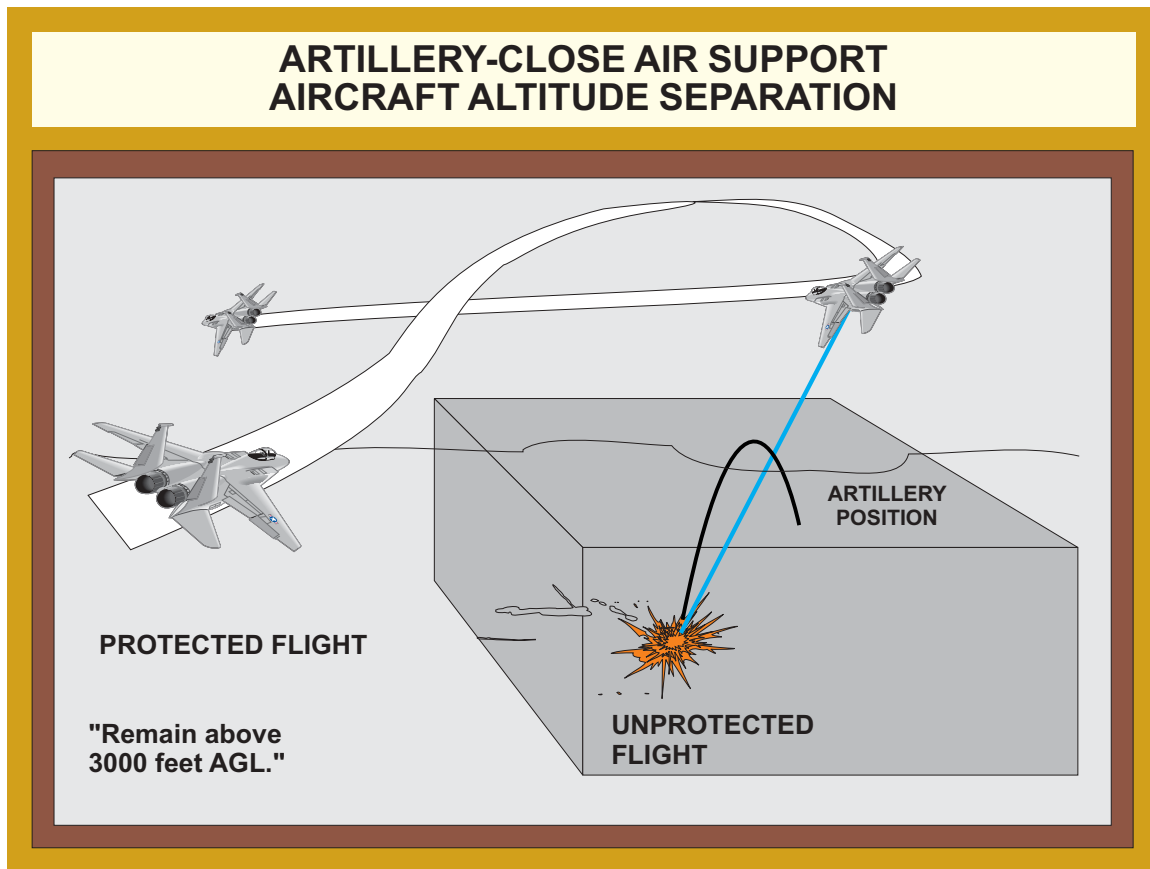 ARTILLERY-CLOSE AIR SUPPORT
AIRCRAFT ALTITUDE SEPARATION
ARTILLERY
POSITION
PROTECTED FLIGHT
"Remain above
3000 feet AGL."
UNPROTECTED
FLIGHT